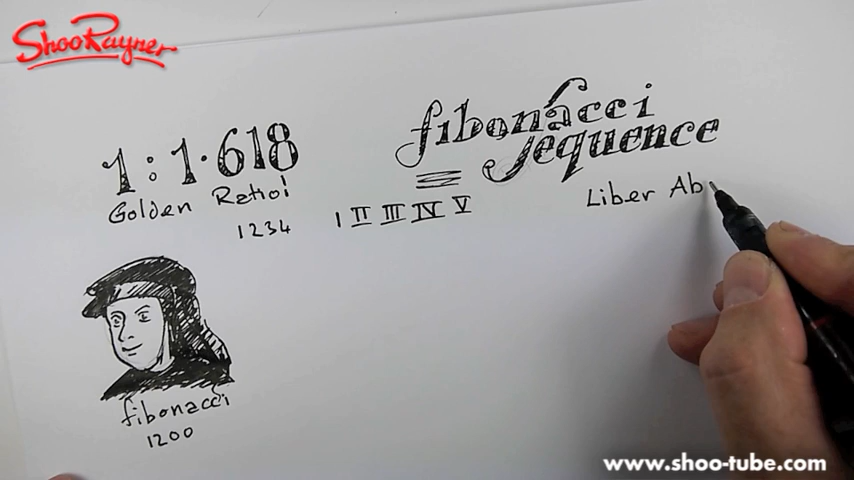 ShooRayner
fibonacci
sequence
1:1.618
Golden Ratio
1234
I II III IV V
Liber Ab
fibonacci
1200
www.shoo-tube.com